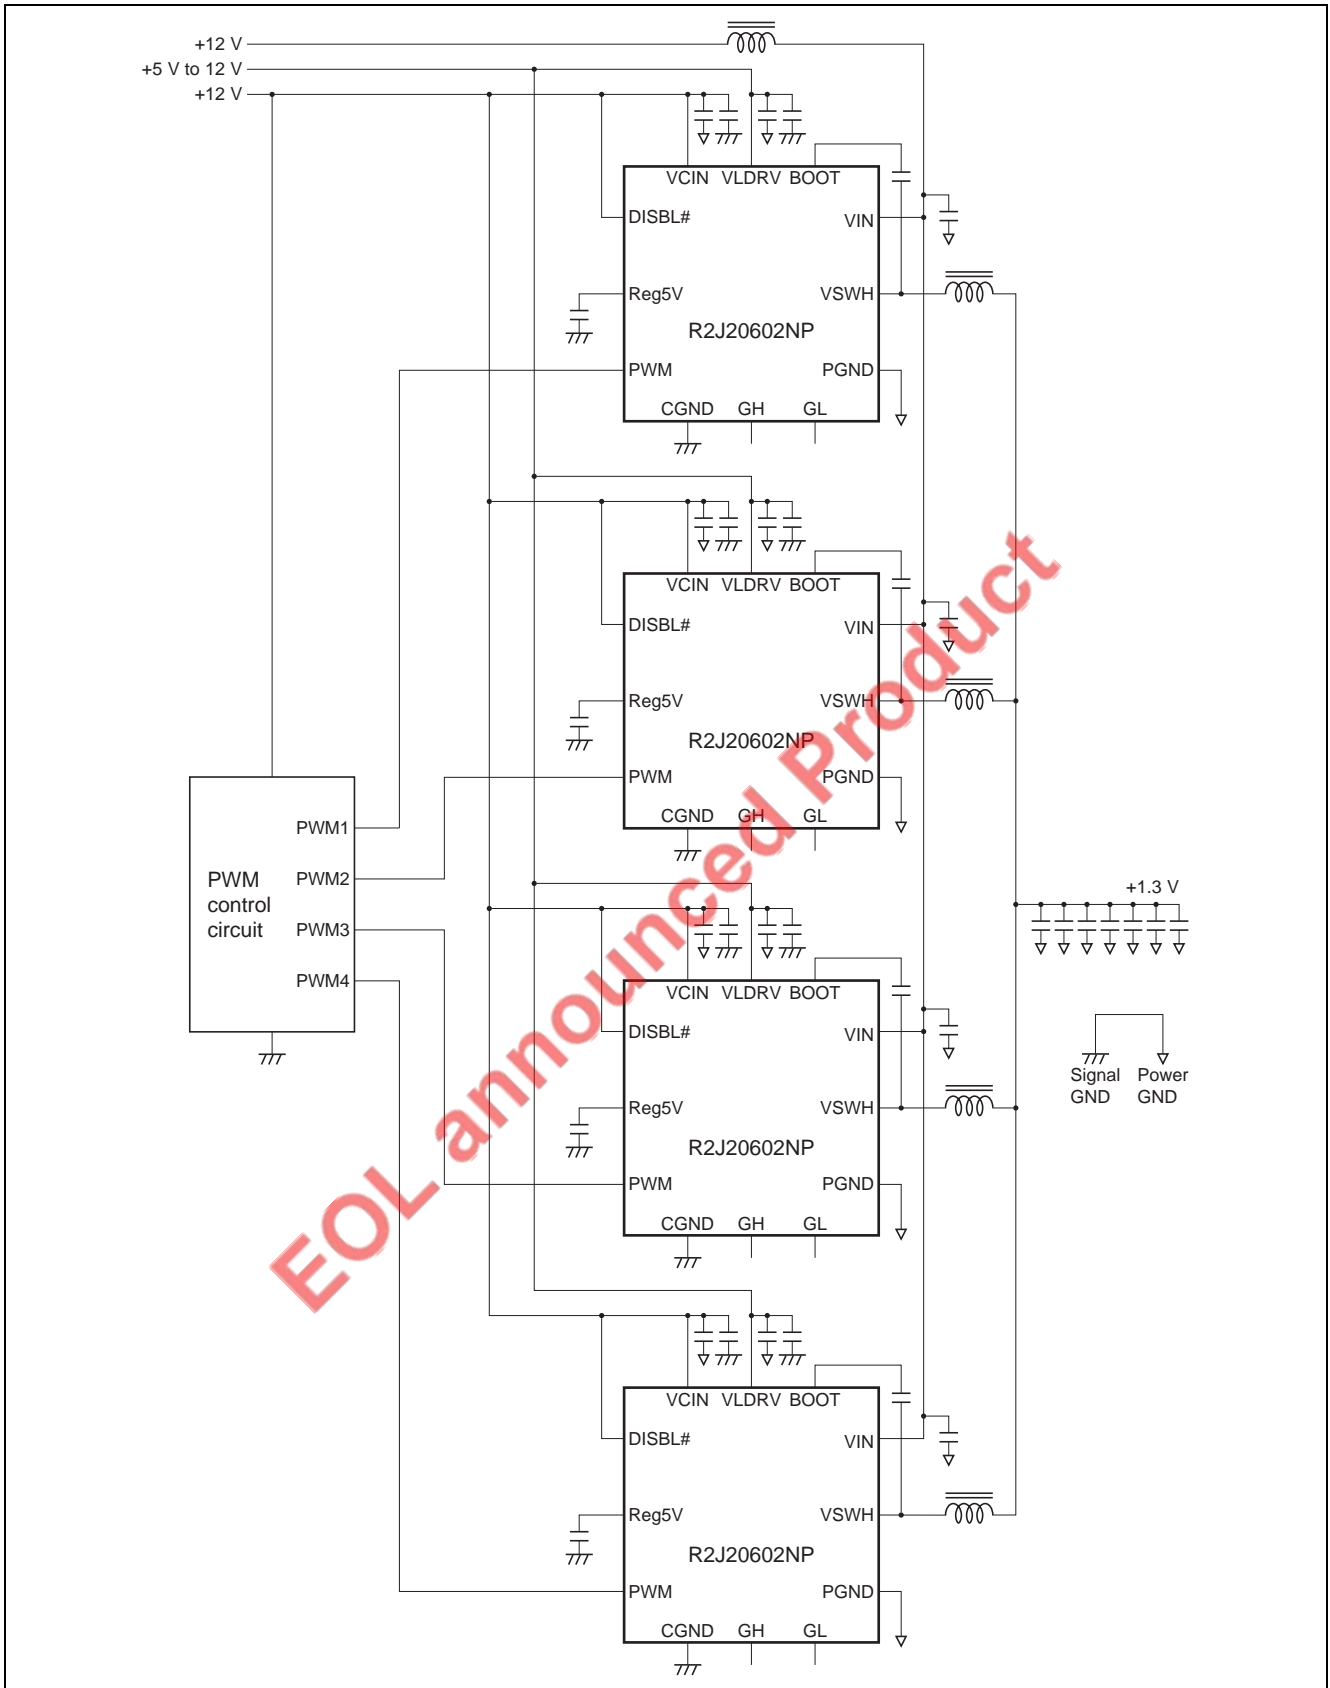 +12 V
+5 V to 12 V
+12 V
VCIN VLDRV BOOT
DISBL#
VIN
Reg5V
VSWH
R2J20602NP
PWM
PGND
CGND GH GL
VCIN VLDRV BOOT
DISBL#
VIN
Reg5V
VSWH
R2J20602NP
PWM
PGND
CGND GH GL
PWM
control
circuit
PWM1
PWM2
PWM3
PWM4
+1.3 V
VCIN VLDRV BOOT
DISBL#
VIN
Reg5V
VSWH
R2J20602NP
PWM
PGND
CGND GH GL
Signal
GND
Power
GND
VCIN VLDRV BOOT
DISBL#
VIN
Reg5V
VSWH
R2J20602NP
PWM
PGND
CGND GH GL
EOL announced Product